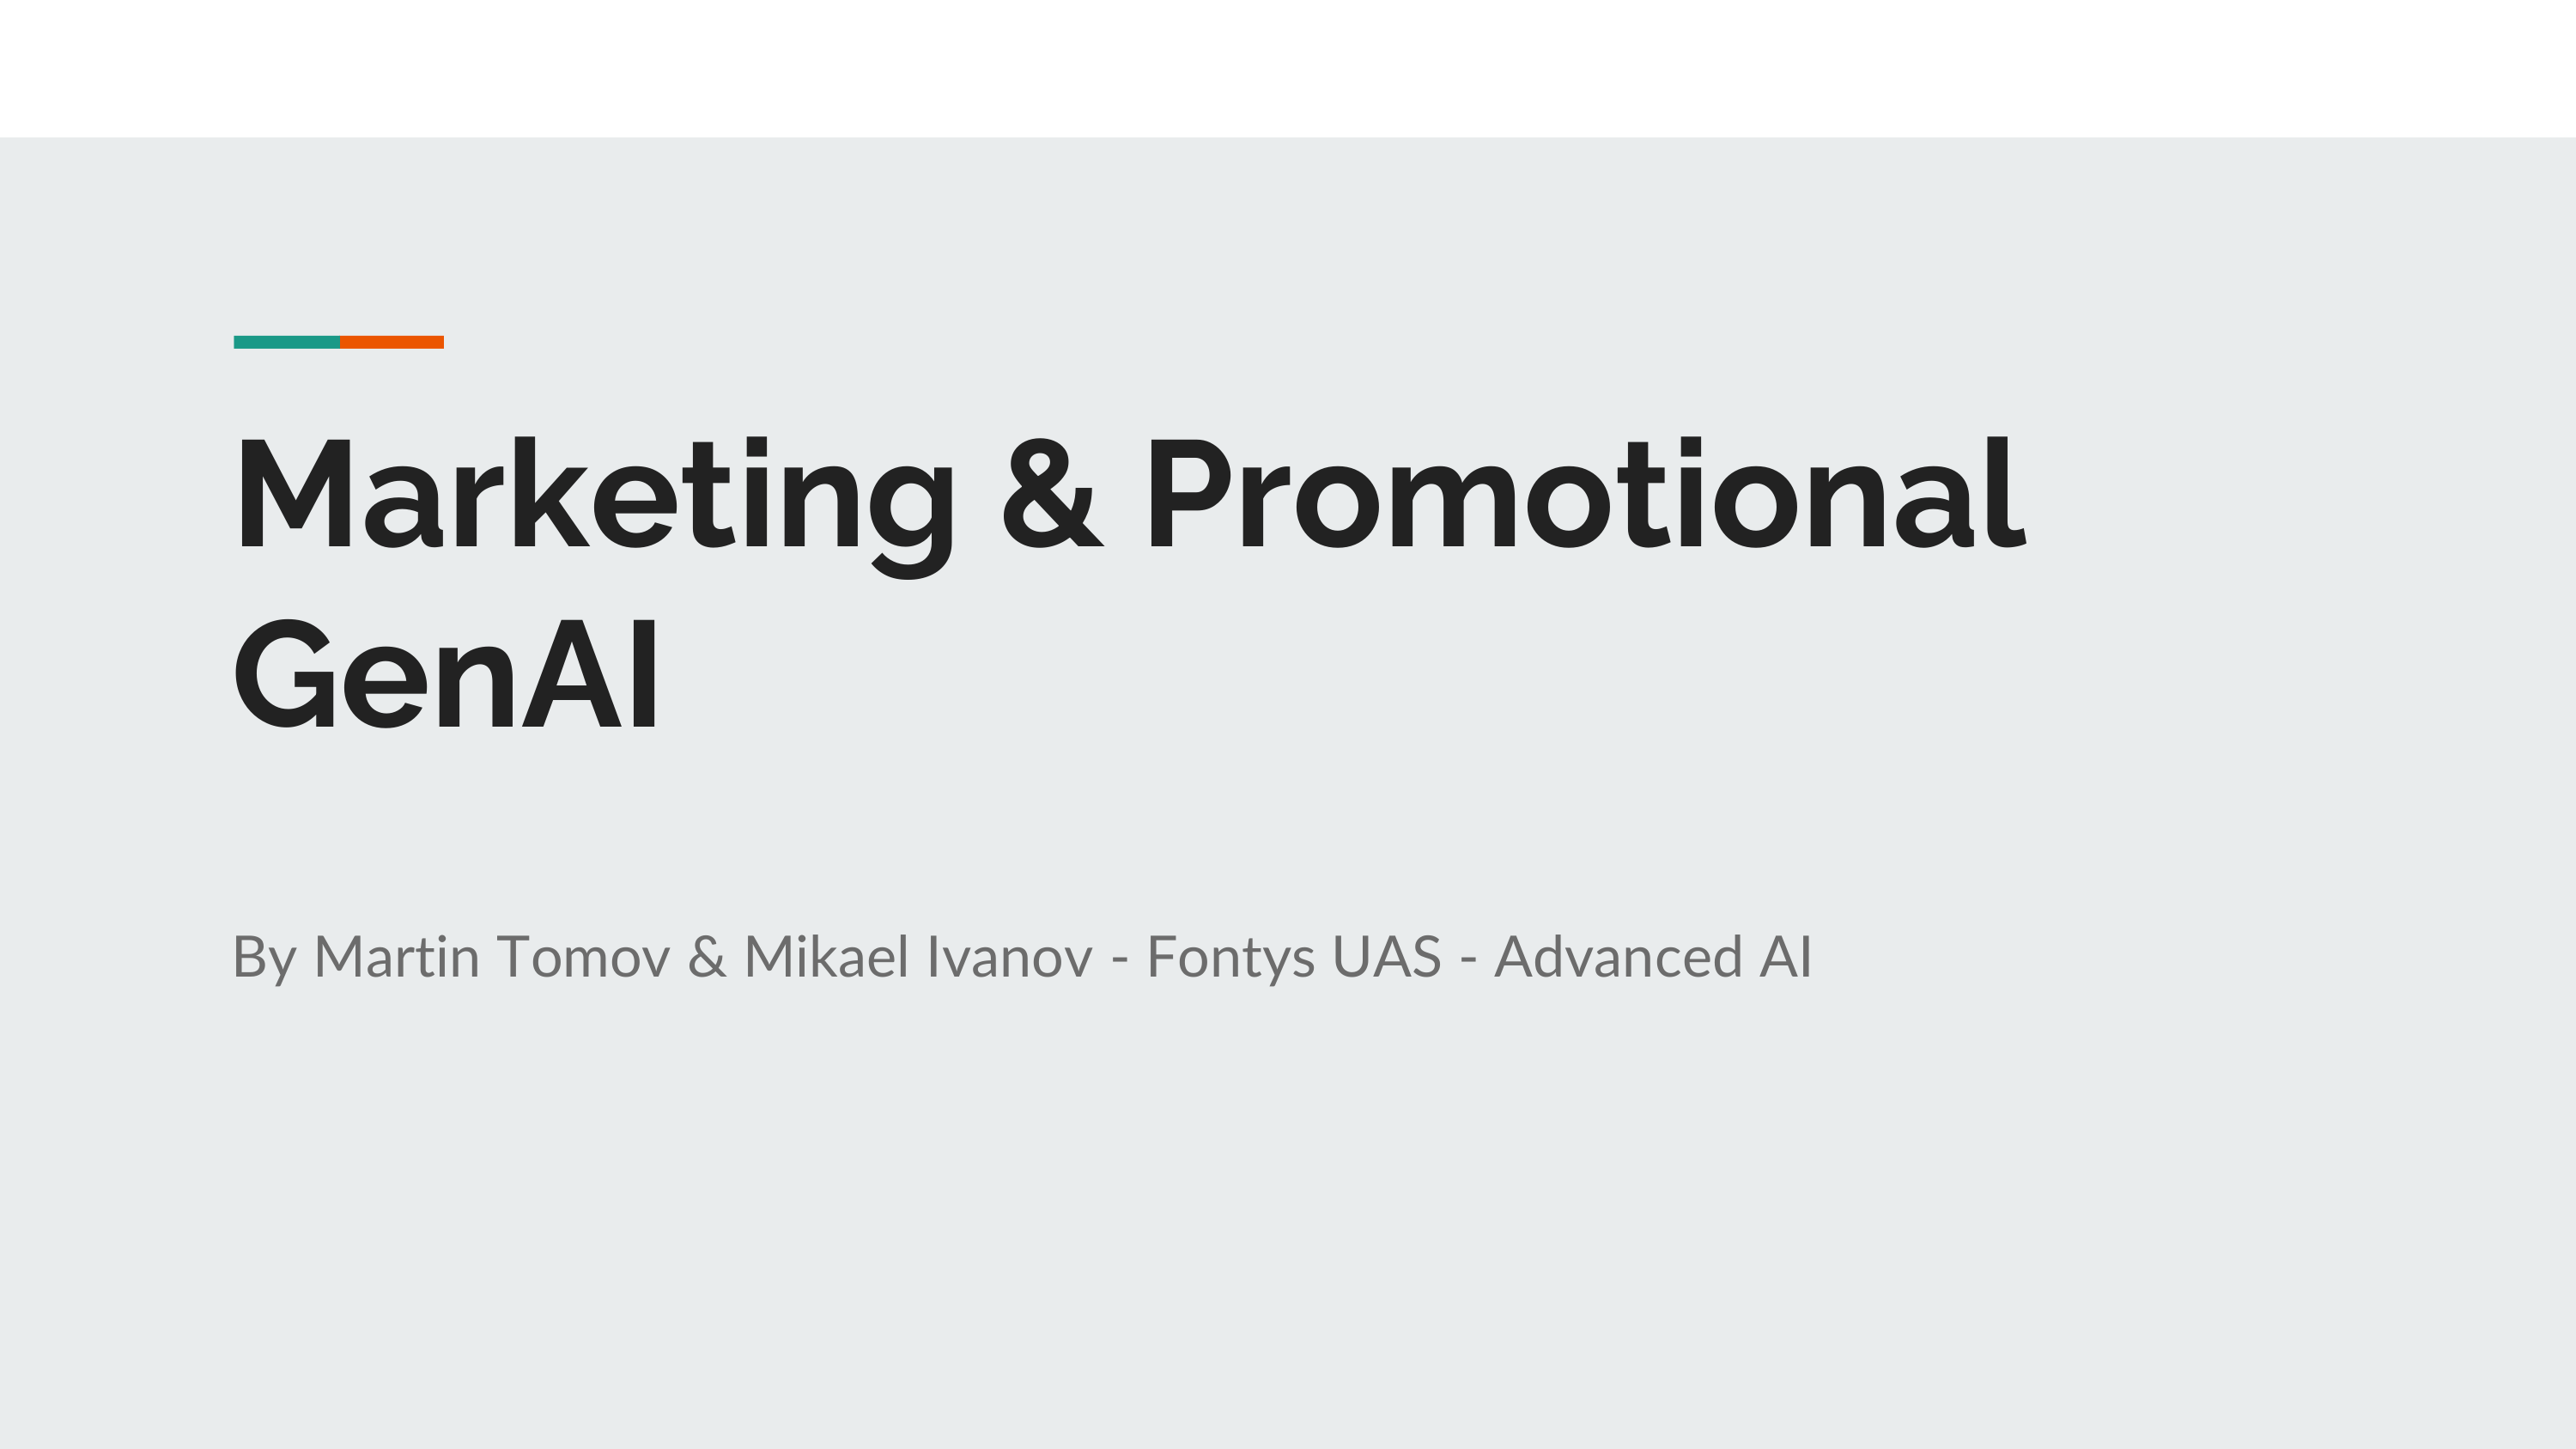 Marketing & Promotional
GenAI
By Martin Tomov & Mikael Ivanov - Fontys UAS - Advanced AI